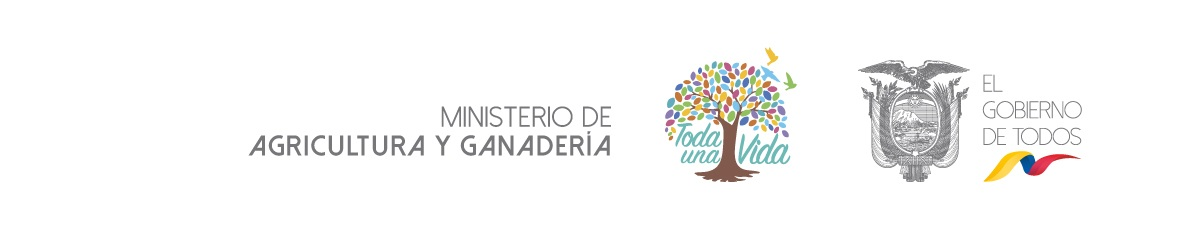 MINISTERIO DE
AGRICULTURA Y GANADERÍA
Toda
una Vida
EL
GOBIERNO
DE TODOS